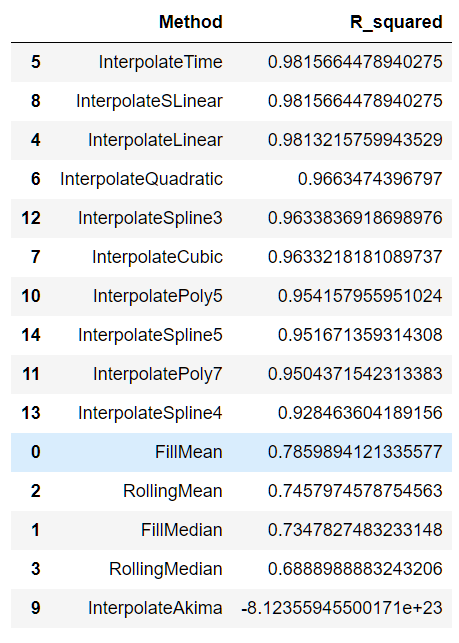 Method R_squared
5 InterpolateTime 0.9815664478940275
8 InterpolateSLinear 0.9815664478940275
4 InterpolateLinear 0.9813215759943529
6 InterpolateQuadratic 0.9663474396797
12 InterpolateSpline3 0.9633836918698976
7 InterpolateCubic 0.9633218181089737
10 InterpolatePoly5 0.954157955951024
14 InterpolateSpline5 0.951671359314308
11 InterpolatePoly7 0.9504371542313383
13 InterpolateSpline4 0.928463604189156
0 FillMean 0.7859894121335577
2 RollingMean 0.7457974578754563
1 FillMedian 0.7347827483233148
3 RollingMedian 0.6888988883243206
9 InterpolateAkima -8.12355945500171e+23